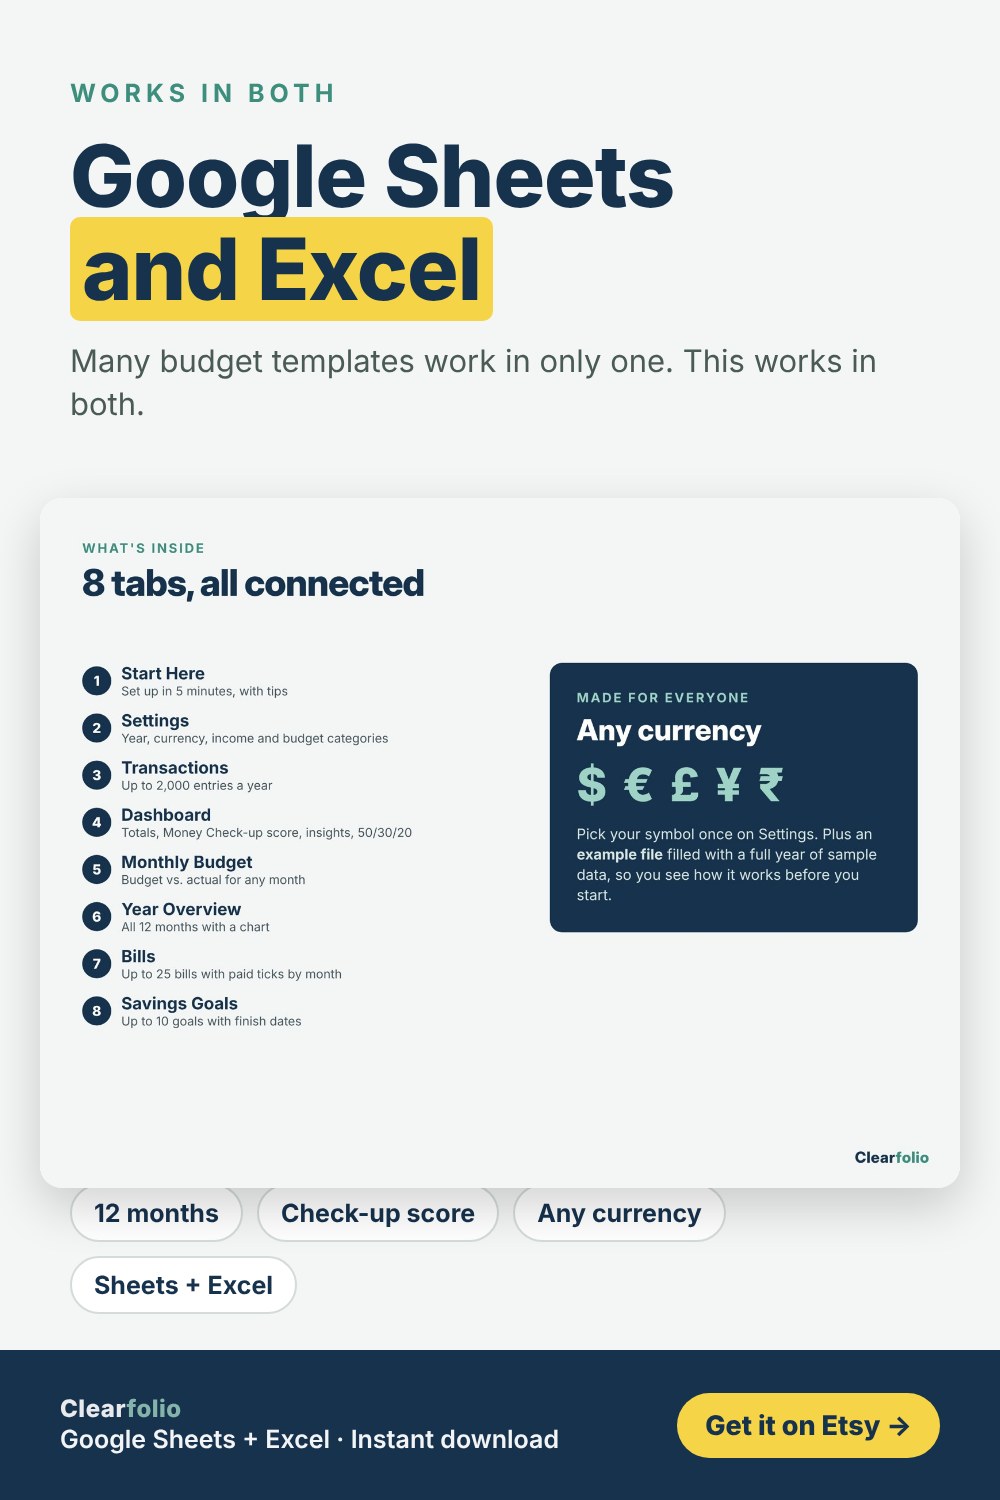 WORKS IN BOTH
Google Sheets
and Excel
Many budget templates work in only one. This works in
both.
WHAT'S INSIDE
8 tabs, all connected
1 Start Here
Set up in 5 minutes, with tips
2 Settings
Year, currency, income and budget categories
3 Transactions
Up to 2,000 entries a year
4 Dashboard
Totals, Money Check-up score, insights, 50/30/20
5 Monthly Budget
Budget vs. actual for any month
6 Year Overview
All 12 months with a chart
7 Bills
Up to 25 bills with paid ticks by month
8 Savings Goals
Up to 10 goals with finish dates
MADE FOR EVERYONE
Any currency
$ € £ ¥ ₹
Pick your symbol once on Settings. Plus an
example file filled with a full year of sample
data, so you see how it works before you
start.
Clearfolio
12 months Check-up score Any currency
Sheets + Excel
Clearfolio
Google Sheets + Excel · Instant download
Get it on Etsy →